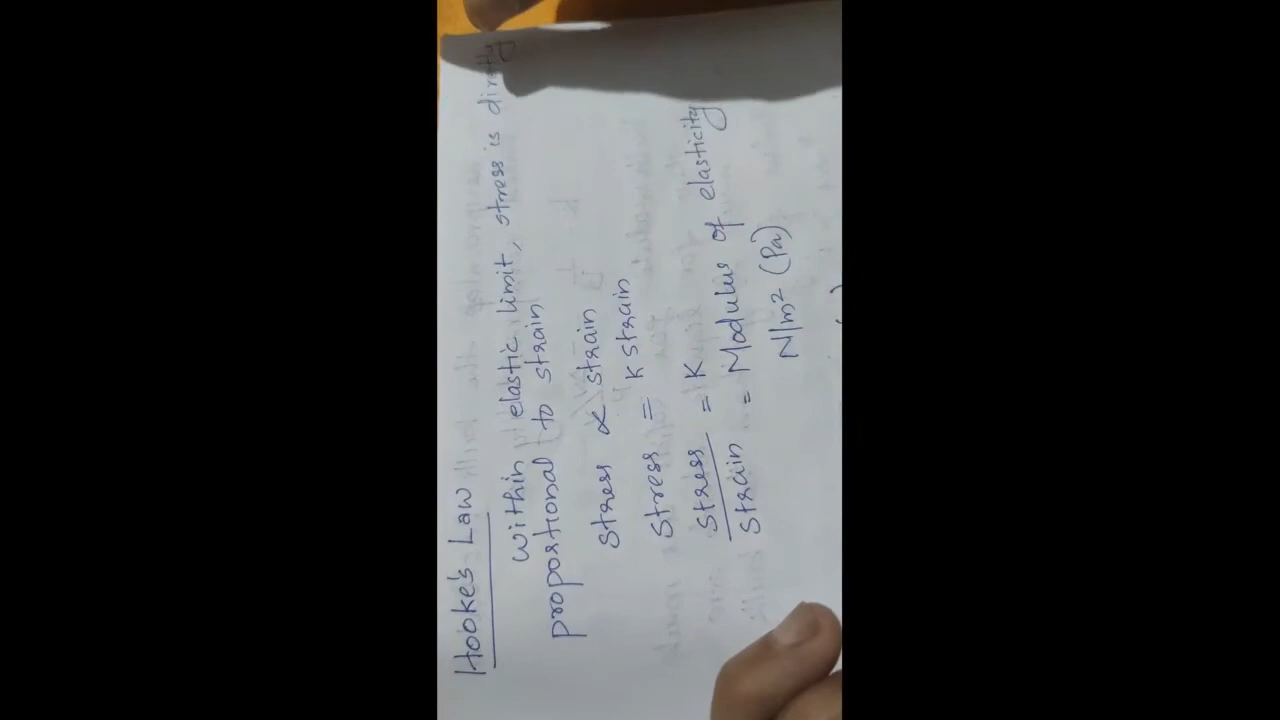 Hooke's Law
Within elastic limit, stress is directly
proportional to strain
Stress ∝ strain
Stress = K strain
Stress = K
Strain = Modulus of elasticity
N/m² (Pa)